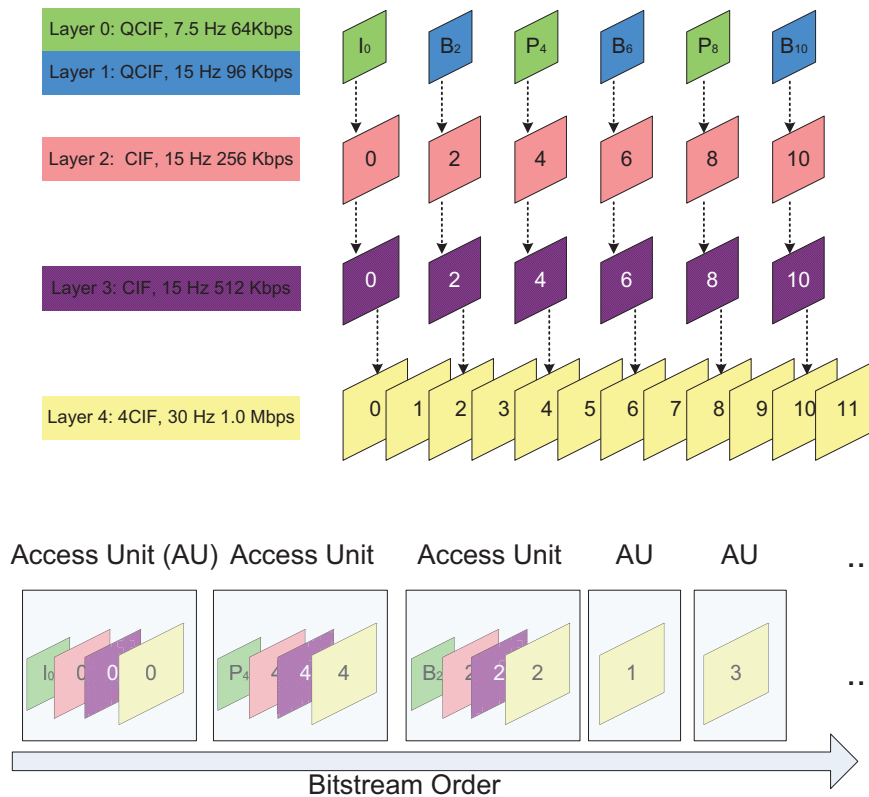 Layer 0: QCIF, 7.5 Hz 64Kbps
I0 B2 P4 B6 P8 B10
Layer 1: QCIF, 15 Hz 96 Kbps
Layer 2: CIF, 15 Hz 256 Kbps
0 2 4 6 8 10
Layer 3: CIF, 15 Hz 512 Kbps
0 2 4 6 8 10
Layer 4: 4CIF, 30 Hz 1.0 Mbps
0 1 2 3 4 5 6 7 8 9 10 11
Access Unit (AU) Access Unit Access Unit AU AU ..
I0 0 0 0 P4 4 4 4 B2 2 2 2 1 3 ..
Bitstream Order